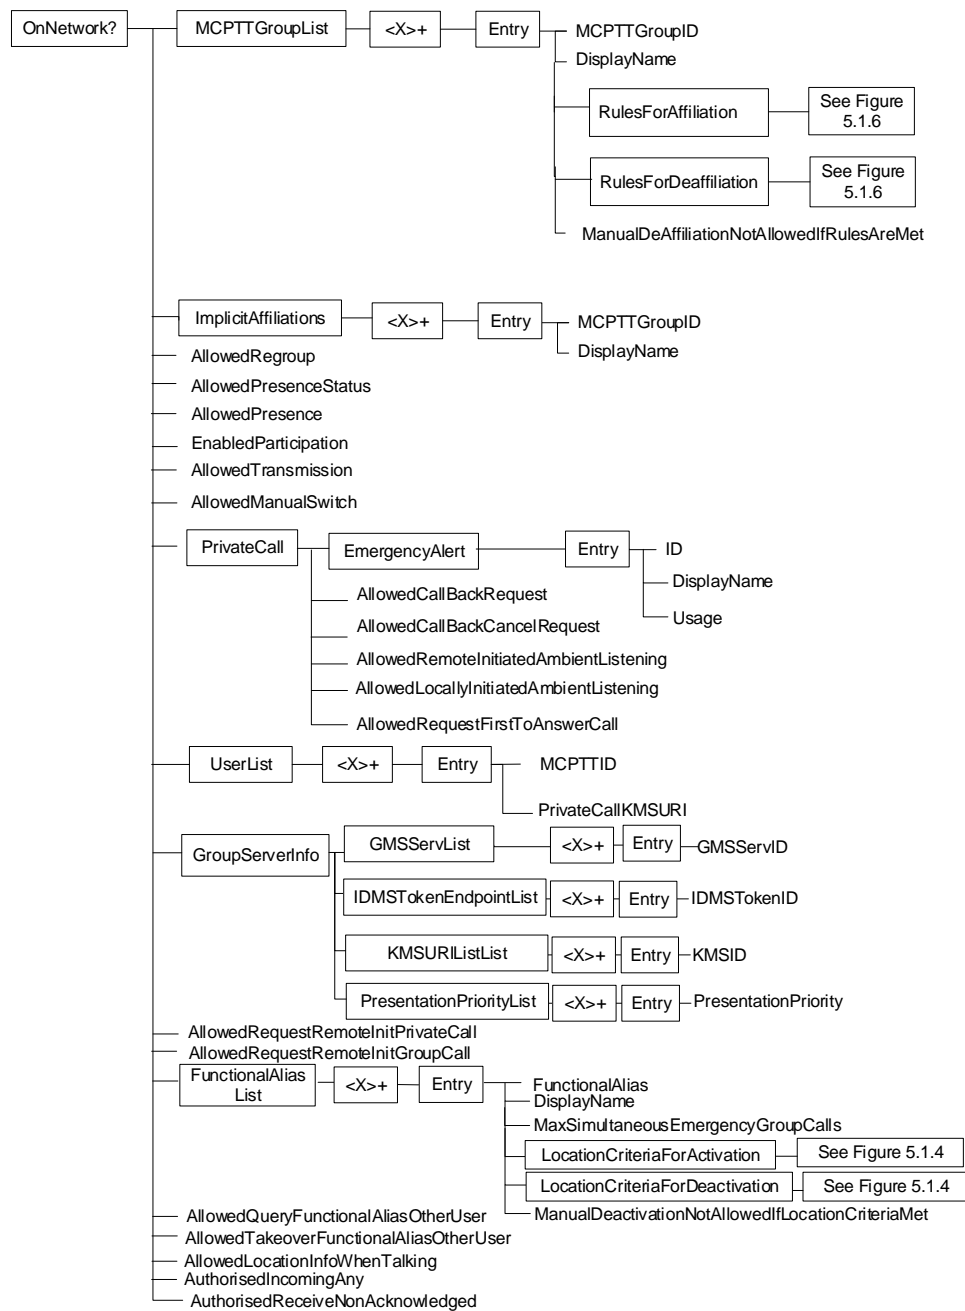 OnNetwork?
MCPTTGroupList
<X>+
Entry
MCPTTGroupID
DisplayName
RulesForAffiliation
See Figure
5.1.6
RulesForDeaffiliation
See Figure
5.1.6
ManualDeAffiliationNotAllowedIfRulesAreMet
ImplicitAffiliations
<X>+
Entry
MCPTTGroupID
DisplayName
AllowedRegroup
AllowedPresenceStatus
AllowedPresence
EnabledParticipation
AllowedTransmission
AllowedManualSwitch
PrivateCall
EmergencyAlert
Entry
ID
DisplayName
Usage
AllowedCallBackRequest
AllowedCallBackCancelRequest
AllowedRemoteInitiatedAmbientListening
AllowedLocallyInitiatedAmbientListening
AllowedRequestFirstToAnswerCall
UserList
<X>+
Entry
MCPTTID
PrivateCallKMSURI
GroupServerInfo
GMSServList
<X>+
Entry
GMSServID
IDMSTokenEndpointList
<X>+
Entry
IDMSTokenID
KMSURIListList
<X>+
Entry
KMSID
PresentationPriorityList
<X>+
Entry
PresentationPriority
AllowedRequestRemoteInitPrivateCall
AllowedRequestRemoteInitGroupCall
FunctionalAlias
List
<X>+
Entry
FunctionalAlias
DisplayName
MaxSimultaneousEmergencyGroupCalls
LocationCriteriaForActivation
See Figure 5.1.4
LocationCriteriaForDeactivation
See Figure 5.1.4
ManualDeactivationNotAllowedIfLocationCriteriaMet
AllowedQueryFunctionalAliasOtherUser
AllowedTakeoverFunctionalAliasOtherUser
AllowedLocationInfoWhenTalking
AuthorisedIncomingAny
AuthorisedReceiveNonAcknowledged